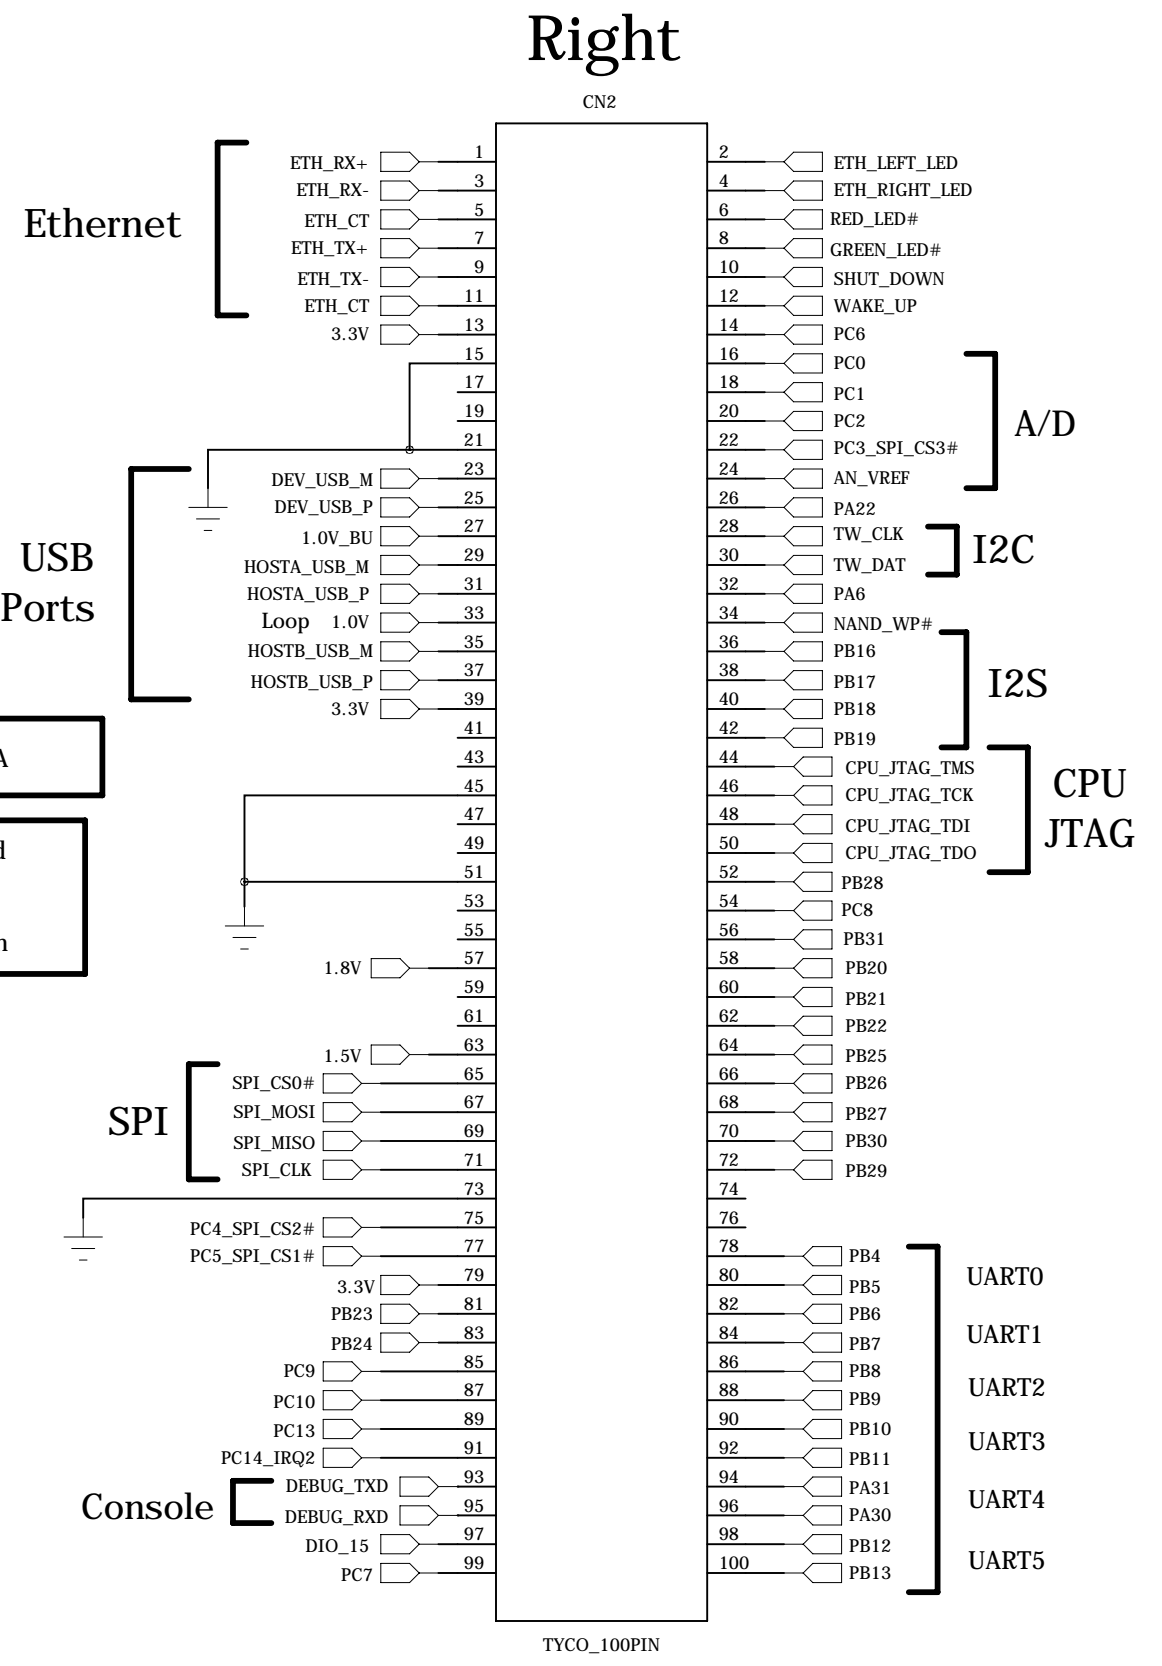 Right
CN2
Ethernet
ETH_RX+ 1
ETH_RX- 3
ETH_CT 5
ETH_TX+ 7
ETH_TX- 9
ETH_CT 11
3.3V 13
15
17
19
21
USB
Ports
DEV_USB_M 23
DEV_USB_P 25
1.0V_BU 27
HOSTA_USB_M 29
HOSTA_USB_P 31
Loop 1.0V 33
HOSTB_USB_M 35
HOSTB_USB_P 37
3.3V 39
41
43
45
47
49
51
53
55
1.8V 57
59
61
1.5V 63
SPI
SPI_CS0# 65
SPI_MOSI 67
SPI_MISO 69
SPI_CLK 71
73
PC4_SPI_CS2# 75
PC5_SPI_CS1# 77
3.3V 79
PB23 81
PB24 83
PC9 85
PC10 87
PC13 89
PC14_IRQ2 91
Console
DEBUG_TXD 93
DEBUG_RXD 95
DIO_15 97
PC7 99
2 ETH_LEFT_LED
4 ETH_RIGHT_LED
6 RED_LED#
8 GREEN_LED#
10 SHUT_DOWN
12 WAKE_UP
14 PC6
16 PC0
18 PC1
20 PC2
22 PC3_SPI_CS3#
24 AN_VREF
A/D
26 PA22
28 TW_CLK
30 TW_DAT
I2C
32 PA6
34 NAND_WP#
36 PB16
38 PB17
40 PB18
42 PB19
I2S
44 CPU_JTAG_TMS
46 CPU_JTAG_TCK
48 CPU_JTAG_TDI
50 CPU_JTAG_TDO
CPU
JTAG
52 PB28
54 PC8
56 PB31
58 PB20
60 PB21
62 PB22
64 PB25
66 PB26
68 PB27
70 PB30
72 PB29
74
76
78 PB4
80 PB5
UART0
82 PB6
84 PB7
UART1
86 PB8
88 PB9
UART2
90 PB10
92 PB11
UART3
94 PA31
96 PA30
UART4
98 PB12
100 PB13
UART5
TYCO_100PIN